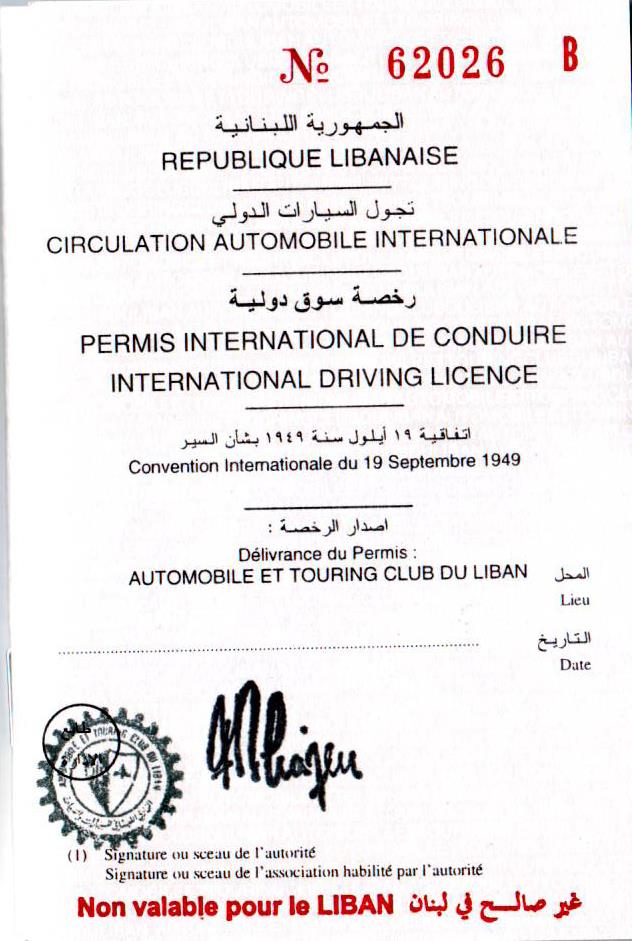 № 62026 B
الجمهورية اللبنانية
REPUBLIQUE LIBANAISE
تجول السيارات الدولي
CIRCULATION AUTOMOBILE INTERNATIONALE
رخصة سوق دولية
PERMIS INTERNATIONAL DE CONDUIRE
INTERNATIONAL DRIVING LICENCE
اتفاقية ١٩ أيلول سنة ١٩٤٩ بشأن السير
Convention Internationale du 19 Septembre 1949
اصدار الرخصة :
Délivrance du Permis :
AUTOMOBILE ET TOURING CLUB DU LIBAN المحل
Lieu
التاريخ
Date
(1) Signature ou sceau de l'autorité
Signature ou sceau de l'association habilité par l'autorité
Non valable pour le LIBAN غير صالح في لبنان